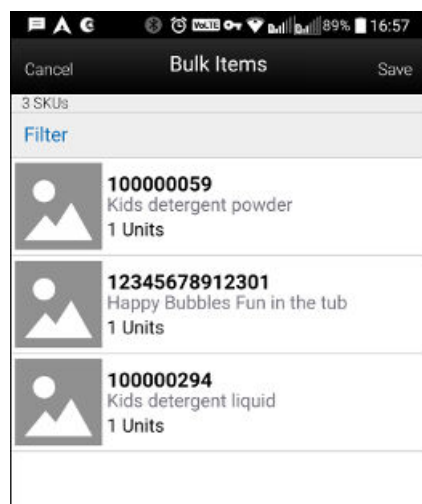 VoLTE 89% 16:57
Cancel Bulk Items Save
3 SKUs
Filter
100000059
Kids detergent powder
1 Units
12345678912301
Happy Bubbles Fun in the tub
1 Units
100000294
Kids detergent liquid
1 Units